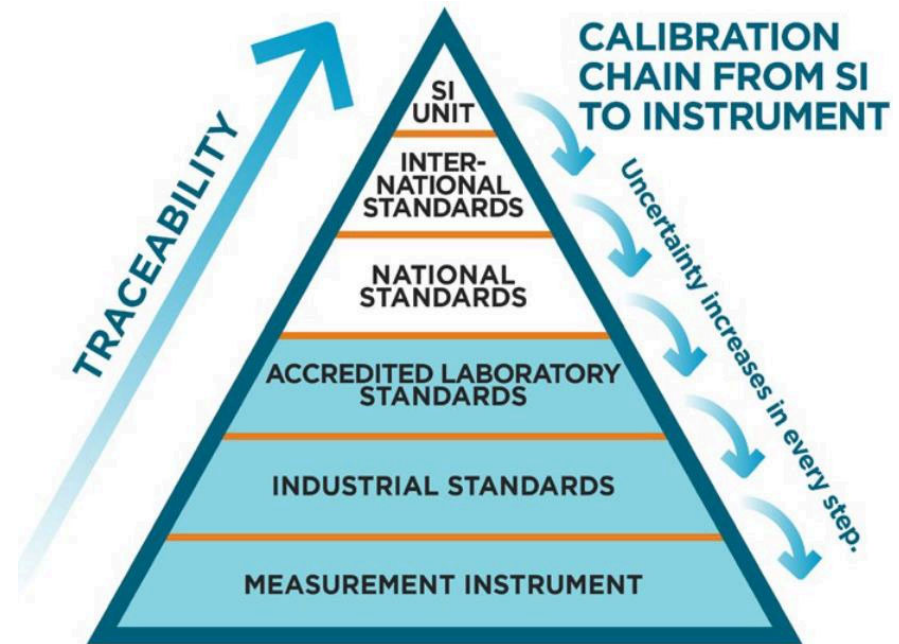 CALIBRATION
CHAIN FROM SI
TO INSTRUMENT
TRACEABILITY
SI
UNIT
INTER-
NATIONAL
STANDARDS
NATIONAL
STANDARDS
ACCREDITED LABORATORY
STANDARDS
INDUSTRIAL STANDARDS
MEASUREMENT INSTRUMENT
Uncertainty increases in every step.